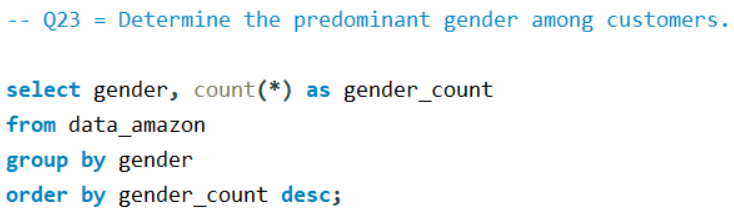 -- Q23 = Determine the predominant gender among customers.
select gender, count(*) as gender_count
from data_amazon
group by gender
order by gender_count desc;